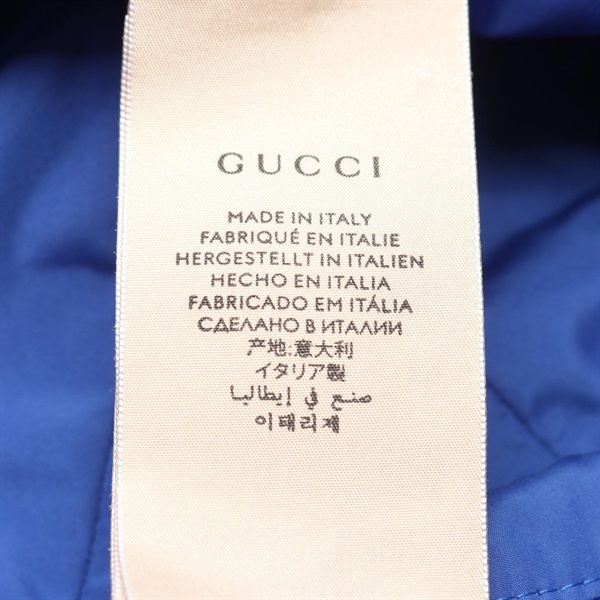 GUCCI
MADE IN ITALY
FABRIQUÉ EN ITALIE
HERGESTELLT IN ITALIEN
HECHO EN ITALIA
FABRICADO EM ITÁLIA
СДЕЛАНО В ИТАЛИИ
产地:意大利
イタリア製
صنع في إيطاليا
이태리제